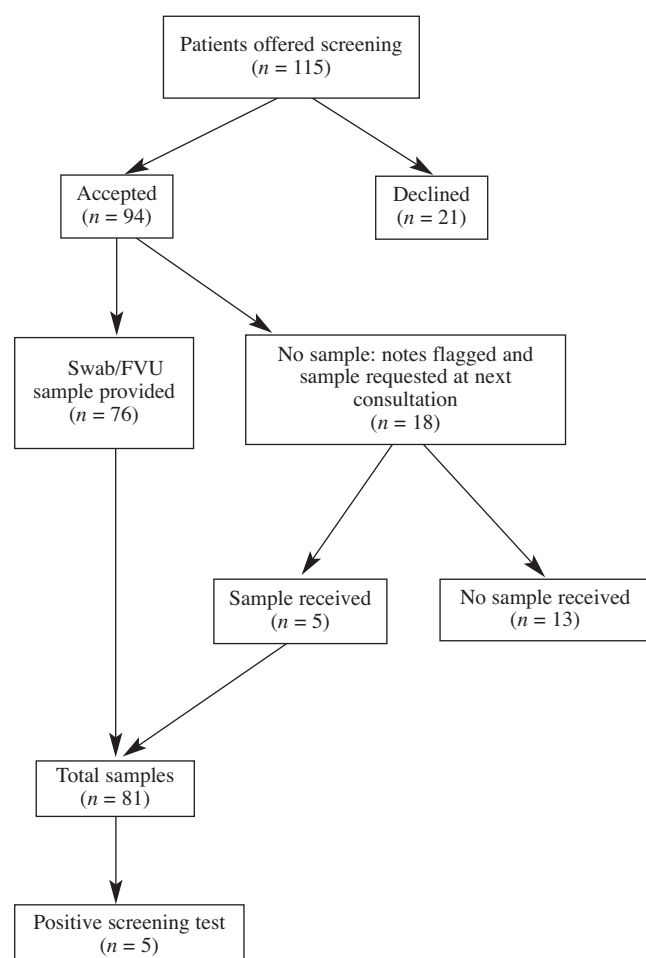 Patients offered screening
(n = 115)
Accepted
(n = 94)
Declined
(n = 21)
Swab/FVU
sample provided
(n = 76)
No sample: notes flagged and
sample requested at next
consultation
(n = 18)
Sample received
(n = 5)
No sample received
(n = 13)
Total samples
(n = 81)
Positive screening test
(n = 5)